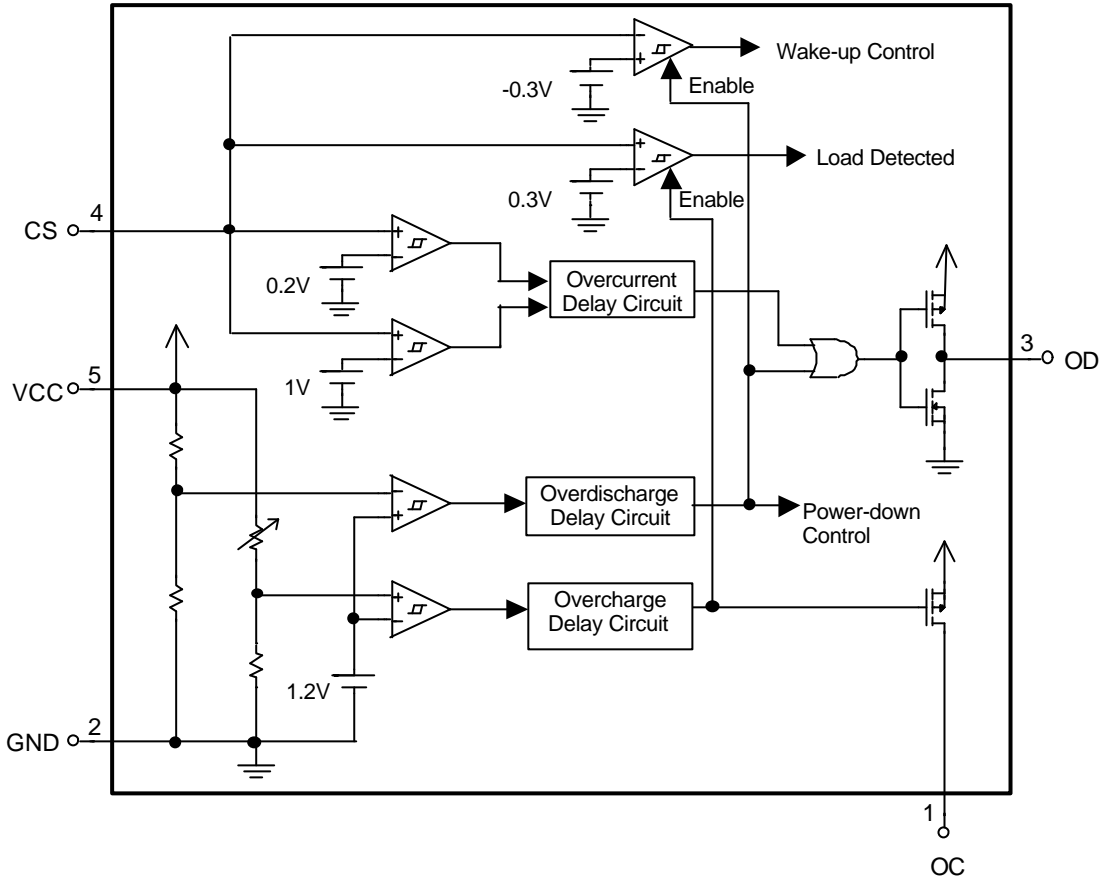 Wake-up Control
-0.3V
Enable
Load Detected
0.3V
Enable
CS
4
0.2V
Overcurrent
Delay Circuit
1V
3
OD
VCC
5
Overdischarge
Delay Circuit
Power-down
Control
Overcharge
Delay Circuit
1.2V
GND
2
1
OC